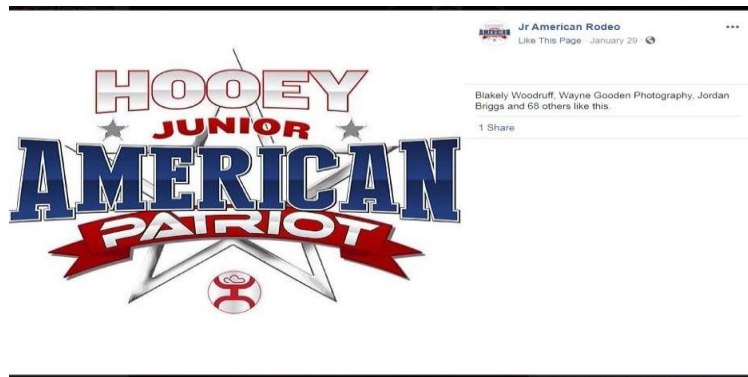 HOOEY
JUNIOR
AMERICAN
PATRIOT
Jr American Rodeo
Like This Page · January 29 ·
Blakely Woodruff, Wayne Gooden Photography, Jordan
Briggs and 68 others like this.
1 Share